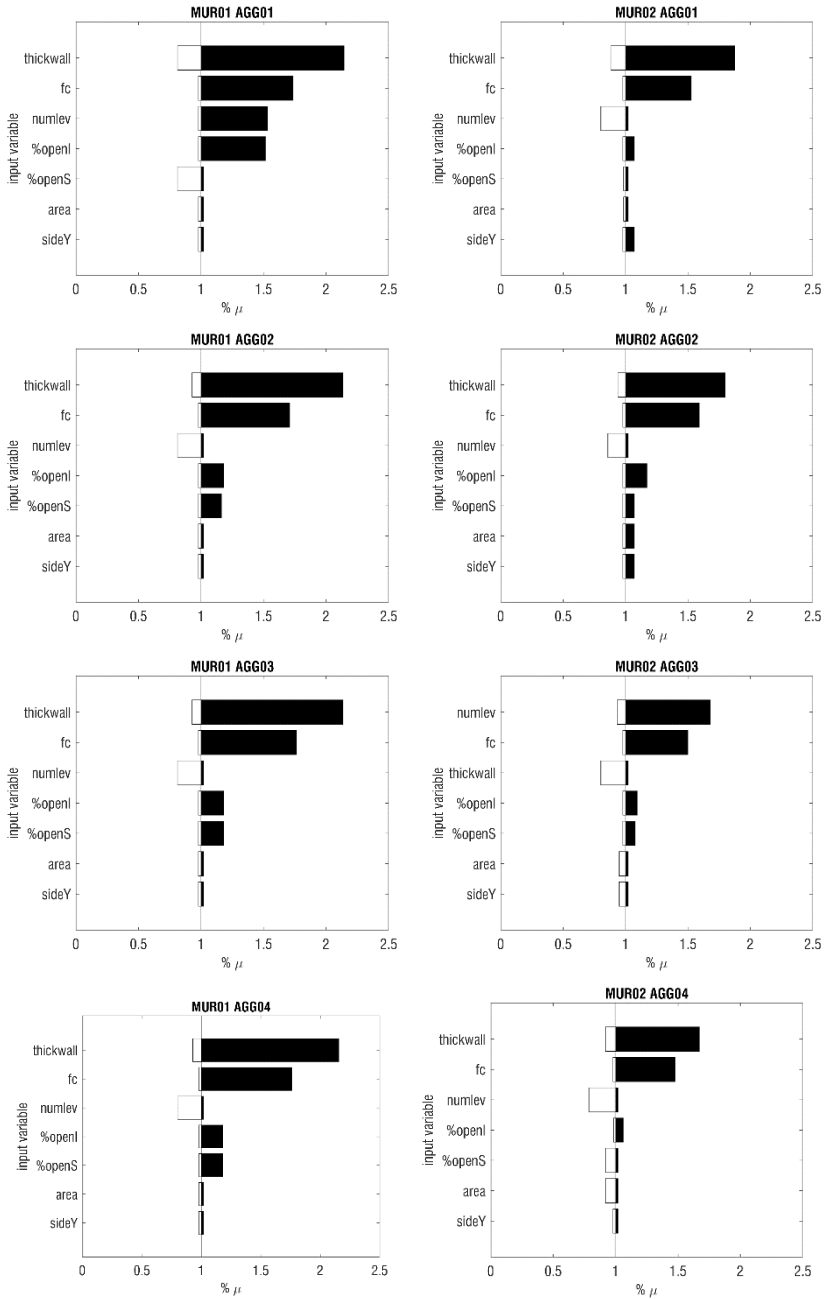 MUR01 AGG01
thickwall
fc
numlev
%openI
%openS
area
sideY
input variable
0 1 1.5 2 2.5
% μ
MUR02 AGG01
thickwall
fc
numlev
%openI
%openS
area
sideY
input variable
0 0.5 1 1.5 2 2.5
% μ
MUR01 AGG02
thickwall
fc
numlev
%openI
%openS
area
sideY
input variable
0 0.5 1 1.5 2 2.5
% μ
MUR02 AGG02
thickwall
fc
numlev
%openI
%openS
area
sideY
input variable
0 0.5 1 1.5 2 2.5
% μ
MUR01 AGG03
thickwall
fc
numlev
%openI
%openS
area
sideY
input variable
0 0.5 1 1.5 2 2.5
% μ
MUR02 AGG03
numlev
fc
thickwall
%openI
%openS
area
sideY
input variable
0 0.5 1 1.5 2 2.5
% μ
MUR01 AGG04
thickwall
fc
numlev
%openI
%openS
area
sideY
input variable
0 0.5 1 1.5 2 2.5
% μ
MUR02 AGG04
thickwall
fc
numlev
%openI
%openS
area
sideY
input variable
0 0.5 1 1.5 2 2.5
% μ